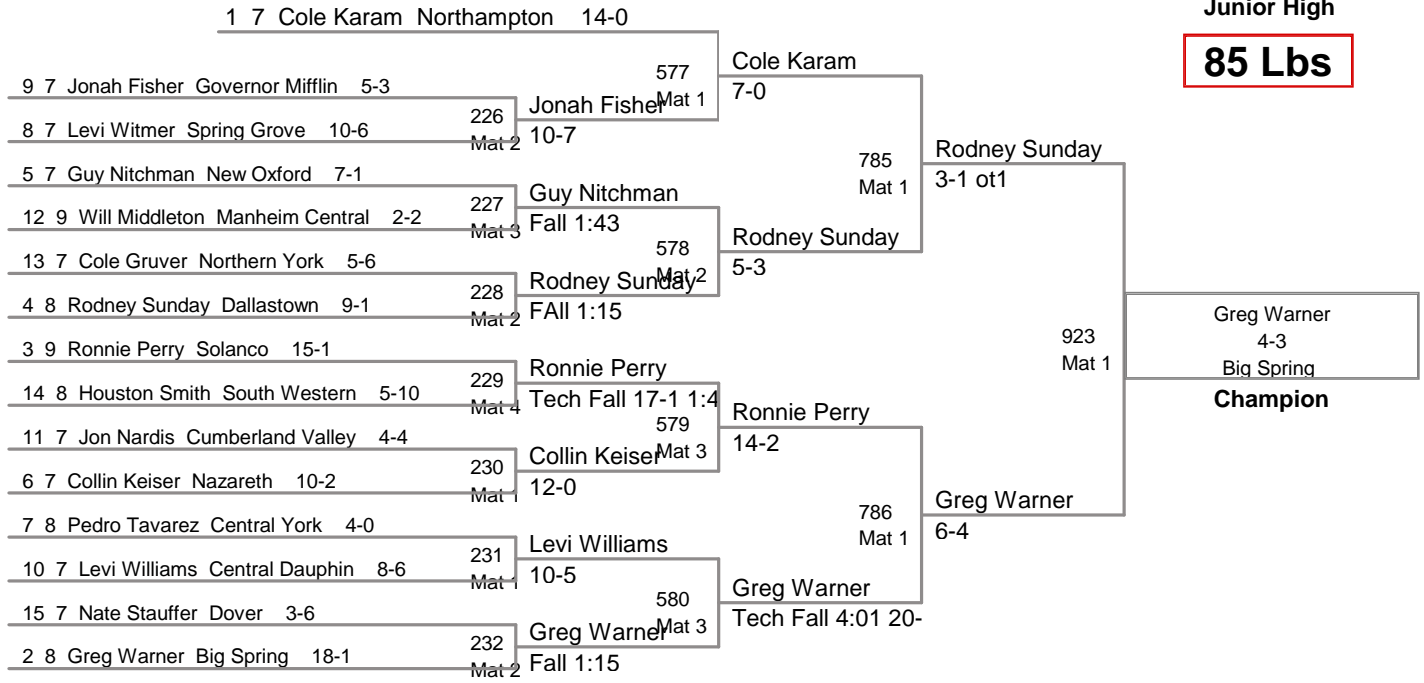 Junior High
85 Lbs
1 7 Cole Karam Northampton 14-0
9 7 Jonah Fisher Governor Mifflin 5-3
8 7 Levi Witmer Spring Grove 10-6
5 7 Guy Nitchman New Oxford 7-1
12 9 Will Middleton Manheim Central 2-2
13 7 Cole Gruver Northern York 5-6
4 8 Rodney Sunday Dallastown 9-1
3 9 Ronnie Perry Solanco 15-1
14 8 Houston Smith South Western 5-10
11 7 Jon Nardis Cumberland Valley 4-4
6 7 Collin Keiser Nazareth 10-2
7 8 Pedro Tavarez Central York 4-0
10 7 Levi Williams Central Dauphin 8-6
15 7 Nate Stauffer Dover 3-6
2 8 Greg Warner Big Spring 18-1
226
Mat 2
227
Mat 3
228
Mat 2
229
Mat 4
230
Mat 1
231
Mat 1
232
Mat 2
Jonah Fisher
10-7
Guy Nitchman
Fall 1:43
Rodney Sunday
FAll 1:15
Ronnie Perry
Tech Fall 17-1 1:4
Collin Keiser
12-0
Levi Williams
10-5
Greg Warner
Fall 1:15
577
Mat 1
578
Mat 2
579
Mat 3
580
Mat 3
Cole Karam
7-0
Rodney Sunday
5-3
Ronnie Perry
14-2
Greg Warner
Tech Fall 4:01 20-
785
Mat 1
786
Mat 1
Rodney Sunday
3-1 ot1
Greg Warner
6-4
923
Mat 1
Greg Warner
4-3
Big Spring
Champion